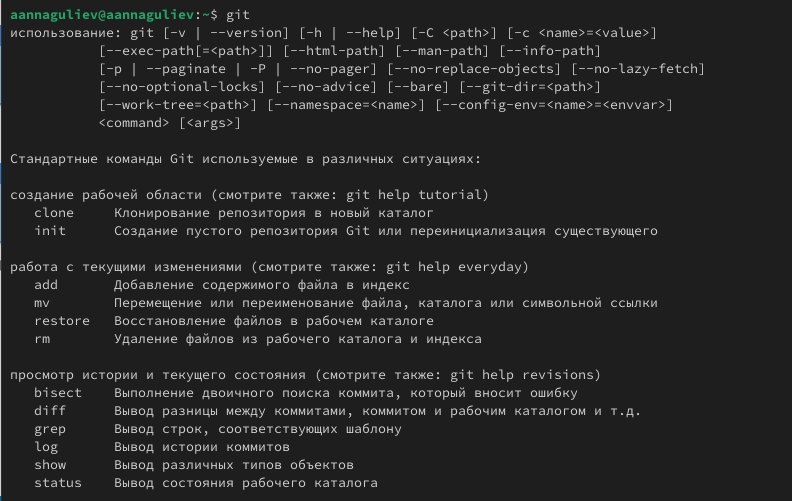 aannaguliev@aannaguliev:~$ git
использование: git [-v | --version] [-h | --help] [-C <path>] [-c <name>=<value>]
[--exec-path[=<path>]] [--html-path] [--man-path] [--info-path]
[-p | --paginate | -P | --no-pager] [--no-replace-objects] [--no-lazy-fetch]
[--no-optional-locks] [--no-advice] [--bare] [--git-dir=<path>]
[--work-tree=<path>] [--namespace=<name>] [--config-env=<name>=<envvar>]
<command> [<args>]
Стандартные команды Git используемые в различных ситуациях:
создание рабочей области (смотрите также: git help tutorial)
clone Клонирование репозитория в новый каталог
init Создание пустого репозитория Git или переинициализация существующего
работа с текущими изменениями (смотрите также: git help everyday)
add Добавление содержимого файла в индекс
mv Перемещение или переименование файла, каталога или символьной ссылки
restore Восстановление файлов в рабочем каталоге
rm Удаление файлов из рабочего каталога и индекса
просмотр истории и текущего состояния (смотрите также: git help revisions)
bisect Выполнение двоичного поиска коммита, который вносит ошибку
diff Вывод разницы между коммитами, коммитом и рабочим каталогом и т.д.
grep Вывод строк, соответствующих шаблону
log Вывод истории коммитов
show Вывод различных типов объектов
status Вывод состояния рабочего каталога